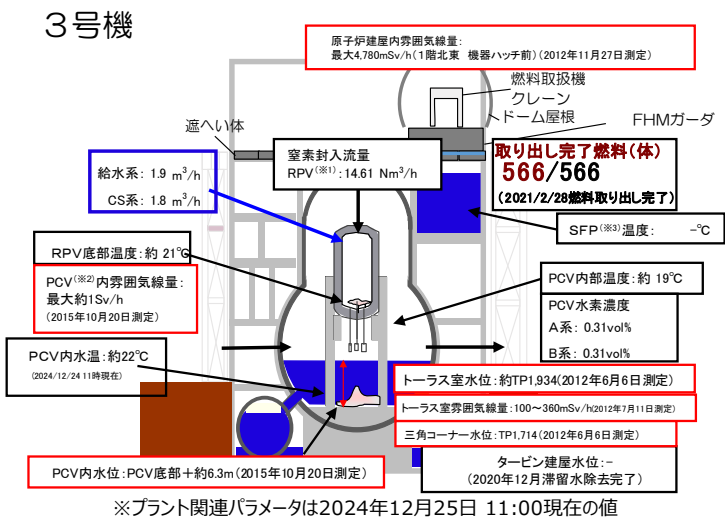 3号機
原子炉建屋内雰囲気線量:
最大4,780mSv/h(1階北東 機器ハッチ前)(2012年11月27日測定)
燃料取扱機
クレーン
ドーム屋根
FHMガーダ
遮へい体
窒素封入流量
RPV(※1):14.61 Nm³/h
取り出し完了燃料(体)
566/566
(2021/2/28燃料取り出し完了)
給水系: 1.9 m³/h
CS系: 1.8 m³/h
SFP(※3)温度: -℃
RPV底部温度:約 21℃
PCV(※2)内雰囲気線量:
最大約1Sv/h
(2015年10月20日測定)
PCV内部温度:約 19℃
PCV水素濃度
A系: 0.31vol%
B系: 0.31vol%
PCV内水温:約22℃
(2024/12/24 11時現在)
トーラス室水位:約TP1,934(2012年6月6日測定)
トーラス室雰囲気線量:100~360mSv/h(2012年7月11日測定)
三角コーナー水位:TP1,714(2012年6月6日測定)
PCV内水位:PCV底部+約6.3m(2015年10月20日測定)
タービン建屋水位:-
(2020年12月滞留水除去完了)
※プラント関連パラメータは2024年12月25日 11:00現在の値